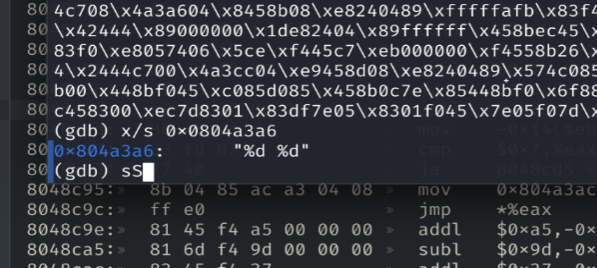 4c708\x4a3a604\x8458b08\xe8240489\xfffffafb\x83f4
\x42444\x89000000\x1de82404\x89ffffff\x458bec45\x
83f0\xe8057406\x5ce\xf445c7\xeb000000\xf4558b26\x
4\x2444c700\x4a3cc04\xe9458d08\xe8240489\x574c085
b00\x448bf045\xc085d085\x458b0c7e\x85448bf0\x6f88
c458300\xec7d8301\x83df7e05\x8301f045\x7e05f07d\x
(gdb) x/s 0x0804a3a6
0x804a3a6: "%d %d"
(gdb) sS
8048c95: 8b 04 85 ac a3 04 08 mov 0x804a3ac
8048c9c: ff e0 jmp *%eax
8048c9e: 81 45 f4 a5 00 00 00 addl $0xa5,-0x
8048ca5: 81 6d f4 9d 00 00 00 subl $0x9d,-0x